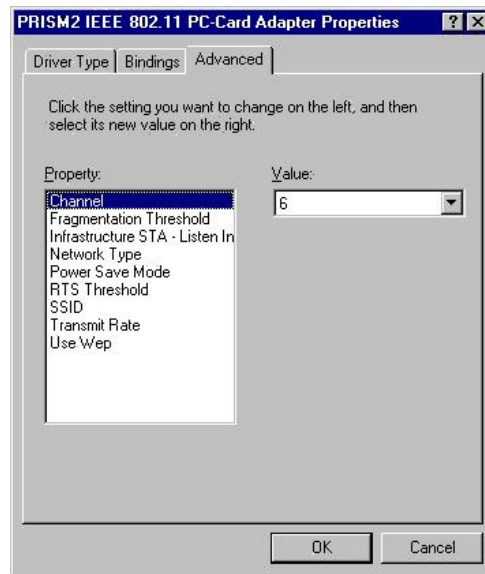 PRISM2 IEEE 802.11 PC-Card Adapter Properties
Driver Type
Bindings
Advanced
Click the setting you want to change on the left, and then
select its new value on the right.
Property:
Value:
Channel
6
Fragmentation Threshold
Infrastructure STA - Listen In
Network Type
Power Save Mode
RTS Threshold
SSID
Transmit Rate
Use Wep
OK
Cancel